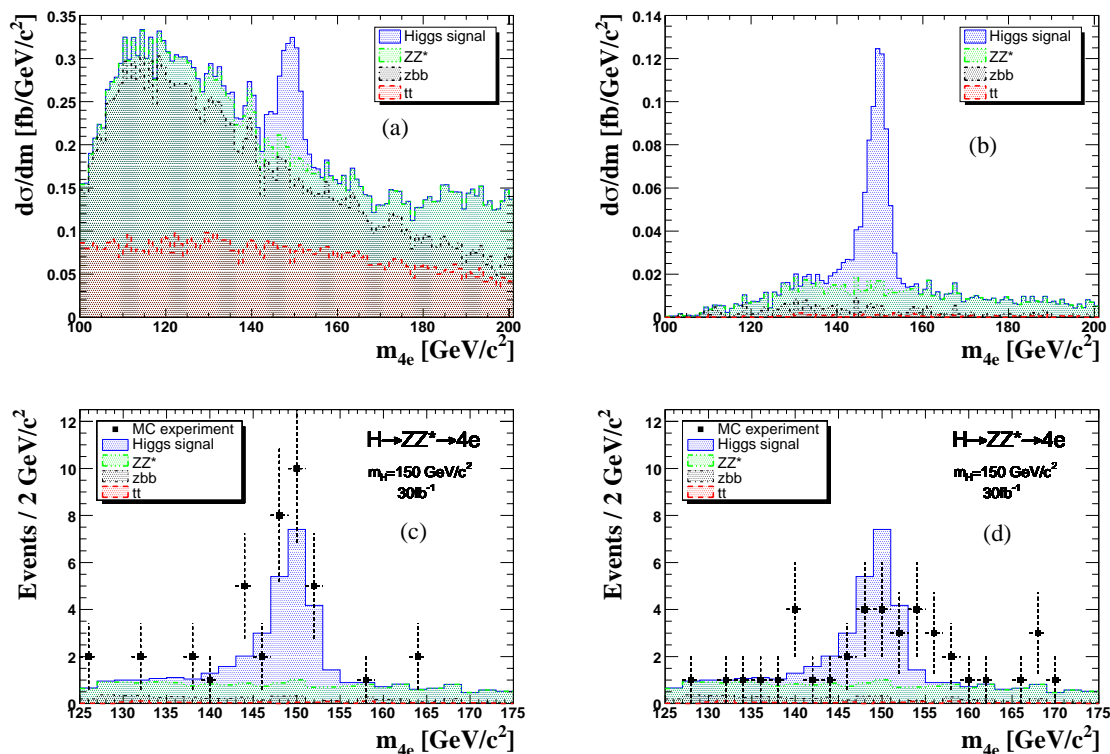 dσ/dm [fb/GeV/c²]
0.35
0.3
0.25
0.2
0.15
0.1
0.05
0
Higgs signal
ZZ*
zbb
tt
(a)
100 120 140 160 180 200
m4e [GeV/c²]
dσ/dm [fb/GeV/c²]
0.14
0.12
0.1
0.08
0.06
0.04
0.02
0
Higgs signal
ZZ*
zbb
tt
(b)
100 120 140 160 180 200
m4e [GeV/c²]
Events / 2 GeV/c²
12
10
8
6
4
2
0
MC experiment
Higgs signal
ZZ*
zbb
tt
H→ZZ*→4e
mH=150 GeV/c²
30fb⁻¹
(c)
125 130 135 140 145 150 155 160 165 170 175
m4e [GeV/c²]
Events / 2 GeV/c²
12
10
8
6
4
2
0
MC experiment
Higgs signal
ZZ*
zbb
tt
H→ZZ*→4e
mH=150 GeV/c²
30fb⁻¹
(d)
125 130 135 140 145 150 155 160 165 170 175
m4e [GeV/c²]